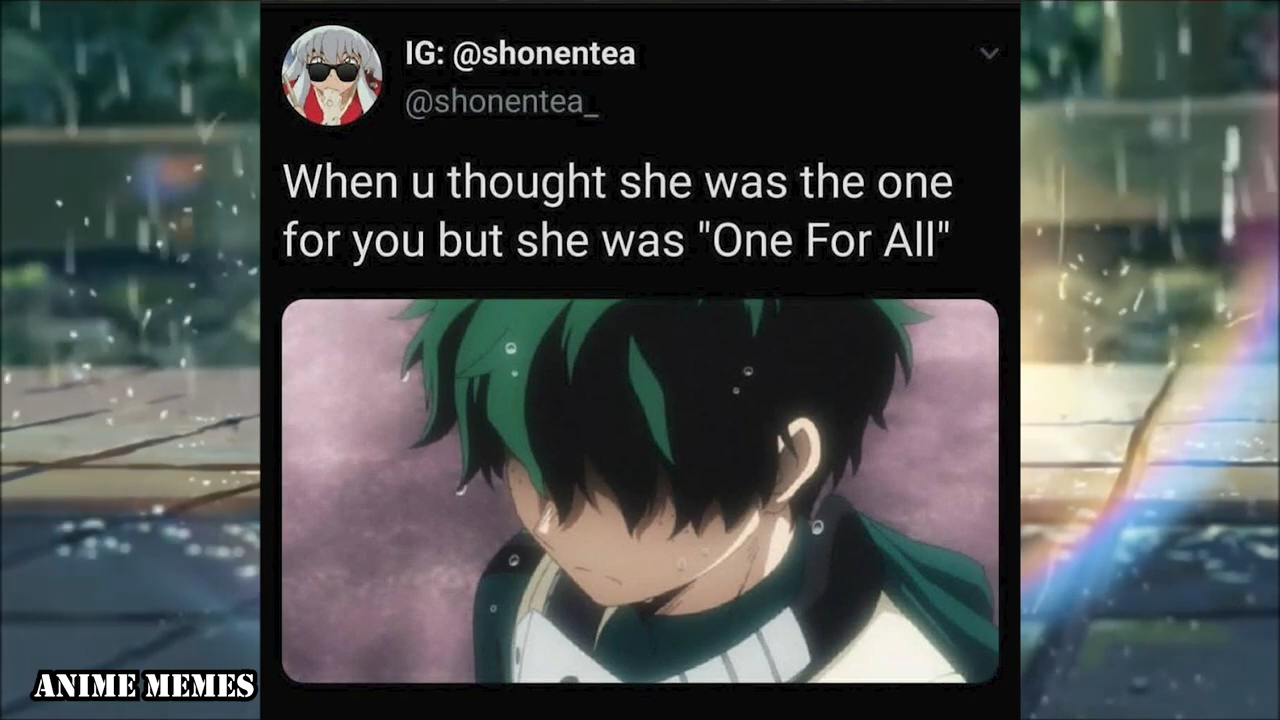 IG: @shonentea
@shonentea_
When u thought she was the one
for you but she was "One For All"
ANIME MEMES